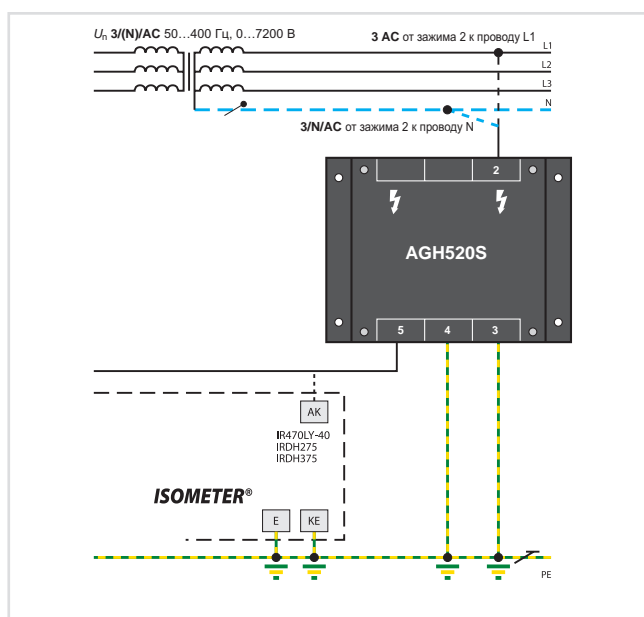 Un 3/(N)/AC 50…400 Гц, 0…7200 В
3 AC от зажима 2 к проводу L1
L1
L2
L3
N
3/N/AC от зажима 2 к проводу N
2
AGH520S
5 4 3
AK
IR470LY-40
IRDH275
IRDH375
ISOMETER®
E KE
PE